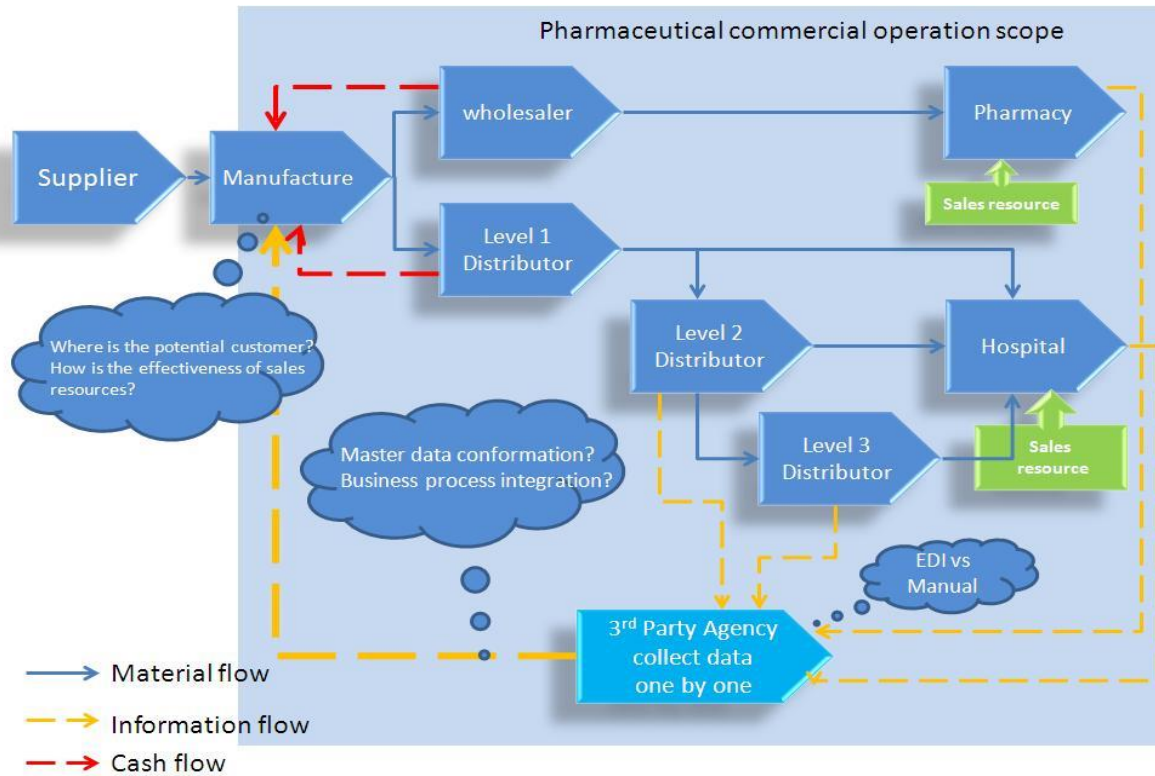 Pharmaceutical commercial operation scope
wholesaler
Pharmacy
Supplier
Manufacture
Sales resource
Level 1
Distributor
Level 2
Distributor
Hospital
Where is the potential customer?
How is the effectiveness of sales
resources?
Level 3
Distributor
Sales
resource
Master data conformation?
Business process integration?
EDI vs
Manual
3rd Party Agency
collect data
one by one
Material flow
Information flow
Cash flow